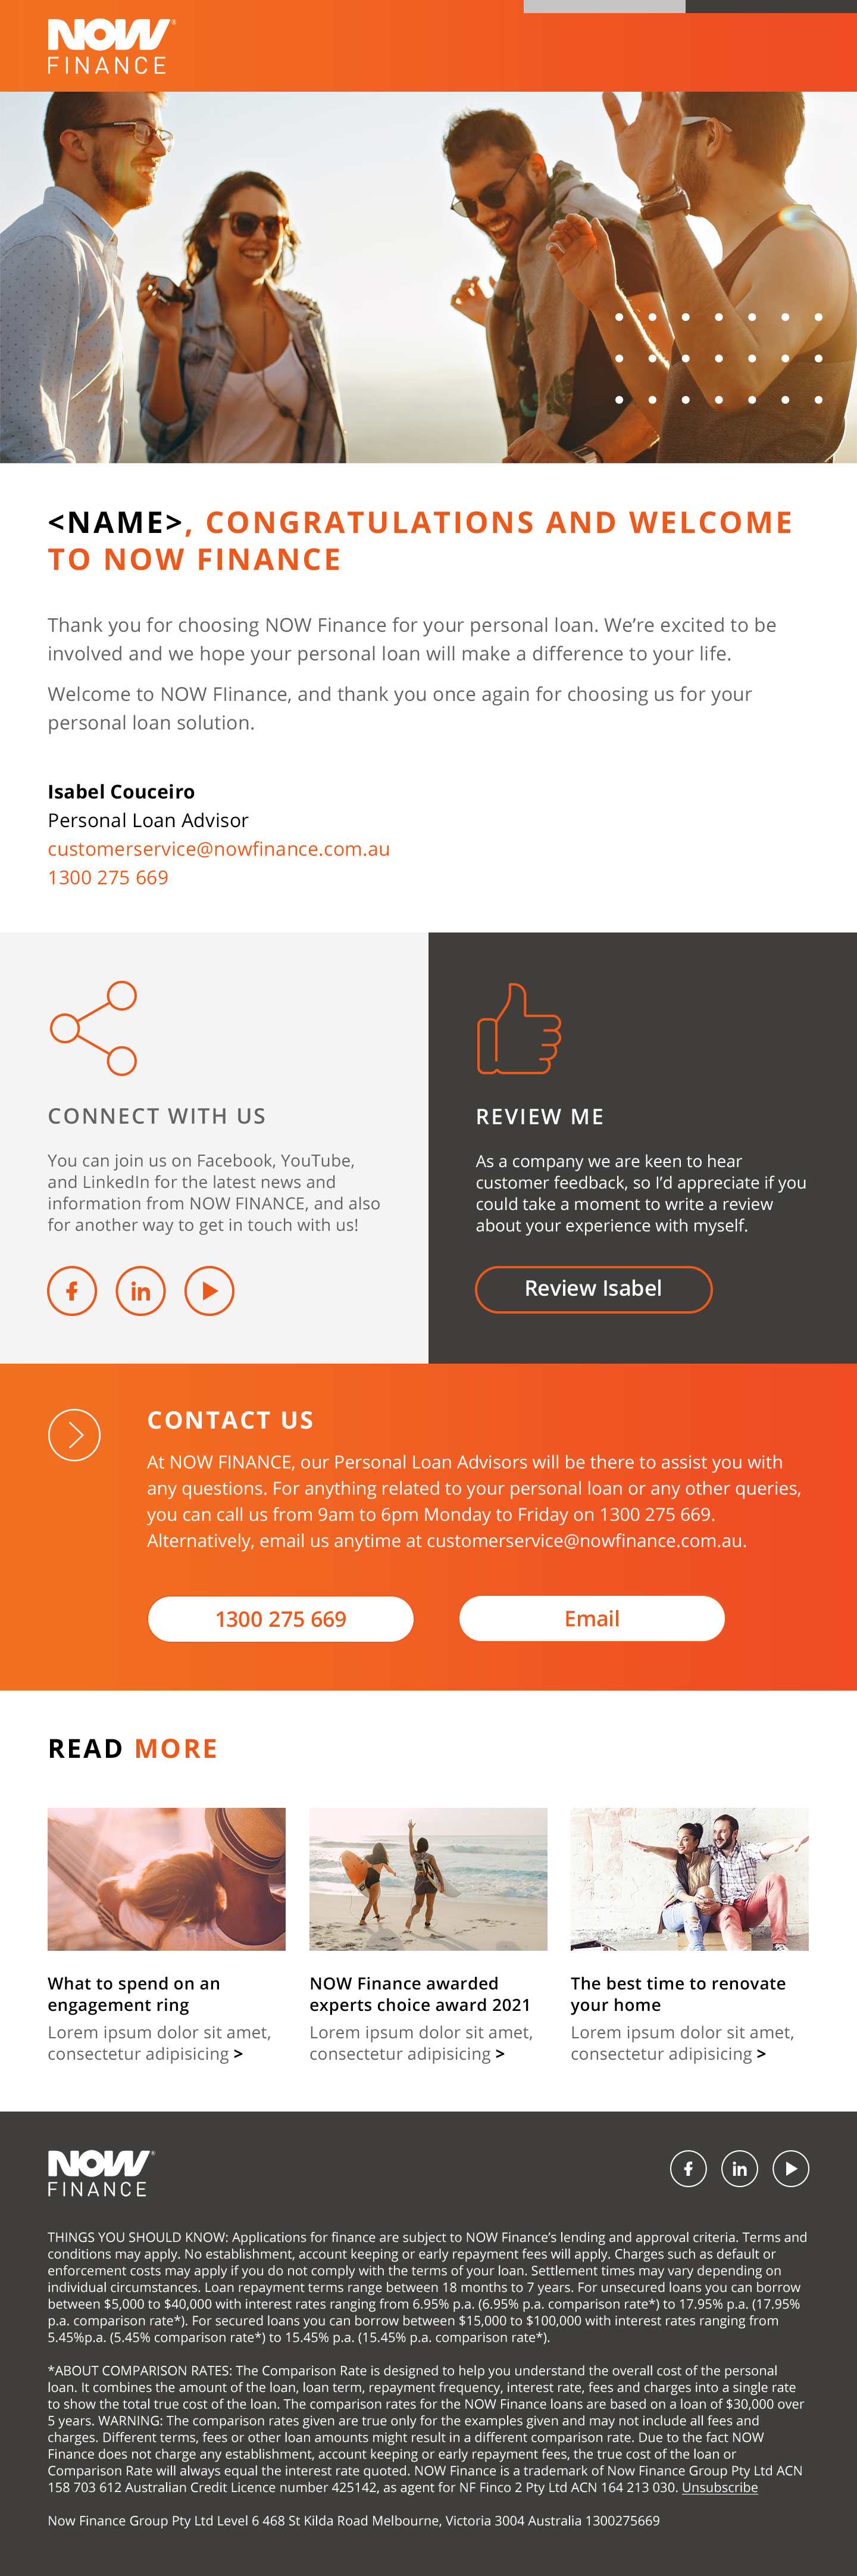 NOW®
FINANCE
<NAME>, CONGRATULATIONS AND WELCOME
TO NOW FINANCE
Thank you for choosing NOW Finance for your personal loan. We’re excited to be
involved and we hope your personal loan will make a difference to your life.
Welcome to NOW FIinance, and thank you once again for choosing us for your
personal loan solution.
Isabel Couceiro
Personal Loan Advisor
customerservice@nowfinance.com.au
1300 275 669
CONNECT WITH US
You can join us on Facebook, YouTube,
and LinkedIn for the latest news and
information from NOW FINANCE, and also
for another way to get in touch with us!
f in
REVIEW ME
As a company we are keen to hear
customer feedback, so I’d appreciate if you
could take a moment to write a review
about your experience with myself.
Review Isabel
CONTACT US
At NOW FINANCE, our Personal Loan Advisors will be there to assist you with
any questions. For anything related to your personal loan or any other queries,
you can call us from 9am to 6pm Monday to Friday on 1300 275 669.
Alternatively, email us anytime at customerservice@nowfinance.com.au.
1300 275 669
Email
READ MORE
What to spend on an
engagement ring
Lorem ipsum dolor sit amet,
consectetur adipisicing >
NOW Finance awarded
experts choice award 2021
Lorem ipsum dolor sit amet,
consectetur adipisicing >
The best time to renovate
your home
Lorem ipsum dolor sit amet,
consectetur adipisicing >
NOW®
FINANCE
f in
THINGS YOU SHOULD KNOW: Applications for finance are subject to NOW Finance’s lending and approval criteria. Terms and
conditions may apply. No establishment, account keeping or early repayment fees will apply. Charges such as default or
enforcement costs may apply if you do not comply with the terms of your loan. Settlement times may vary depending on
individual circumstances. Loan repayment terms range between 18 months to 7 years. For unsecured loans you can borrow
between $5,000 to $40,000 with interest rates ranging from 6.95% p.a. (6.95% p.a. comparison rate*) to 17.95% p.a. (17.95%
p.a. comparison rate*). For secured loans you can borrow between $15,000 to $100,000 with interest rates ranging from
5.45%p.a. (5.45% comparison rate*) to 15.45% p.a. (15.45% p.a. comparison rate*).
*ABOUT COMPARISON RATES: The Comparison Rate is designed to help you understand the overall cost of the personal
loan. It combines the amount of the loan, loan term, repayment frequency, interest rate, fees and charges into a single rate
to show the total true cost of the loan. The comparison rates for the NOW Finance loans are based on a loan of $30,000 over
5 years. WARNING: The comparison rates given are true only for the examples given and may not include all fees and
charges. Different terms, fees or other loan amounts might result in a different comparison rate. Due to the fact NOW
Finance does not charge any establishment, account keeping or early repayment fees, the true cost of the loan or
Comparison Rate will always equal the interest rate quoted. NOW Finance is a trademark of Now Finance Group Pty Ltd ACN
158 703 612 Australian Credit Licence number 425142, as agent for NF Finco 2 Pty Ltd ACN 164 213 030. Unsubscribe
Now Finance Group Pty Ltd Level 6 468 St Kilda Road Melbourne, Victoria 3004 Australia 1300275669